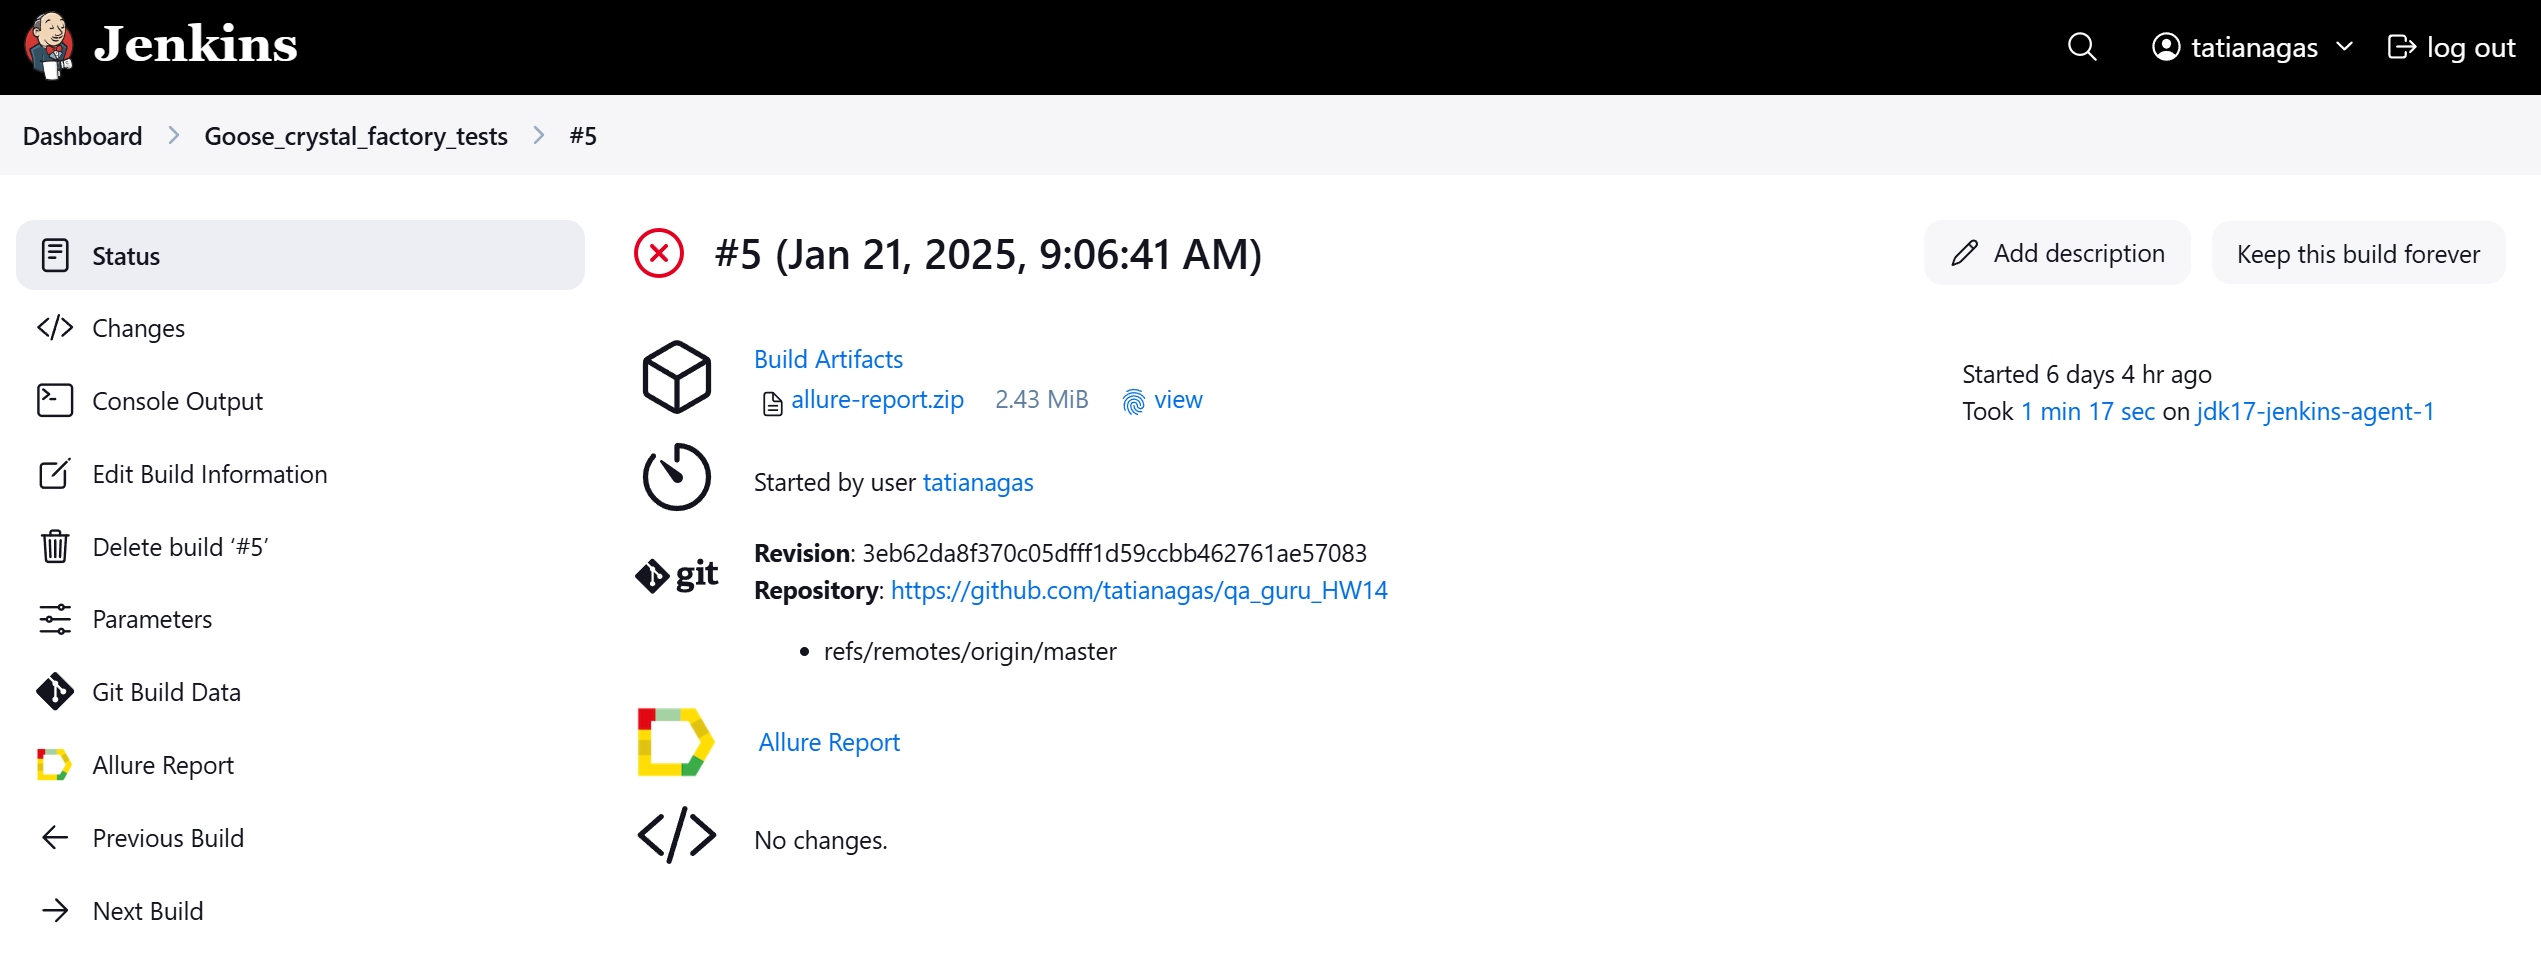 Jenkins
tatianagas
log out
Dashboard
Goose_crystal_factory_tests
#5
Status
Changes
Console Output
Edit Build Information
Delete build ‘#5’
Parameters
Git Build Data
Allure Report
Previous Build
Next Build
#5 (Jan 21, 2025, 9:06:41 AM)
Add description
Keep this build forever
Build Artifacts
allure-report.zip 2.43 MiB view
Started 6 days 4 hr ago
Took 1 min 17 sec on jdk17-jenkins-agent-1
Started by user tatianagas
git
Revision: 3eb62da8f370c05dfff1d59ccbb462761ae57083
Repository: https://github.com/tatianagas/qa_guru_HW14
• refs/remotes/origin/master
Allure Report
No changes.